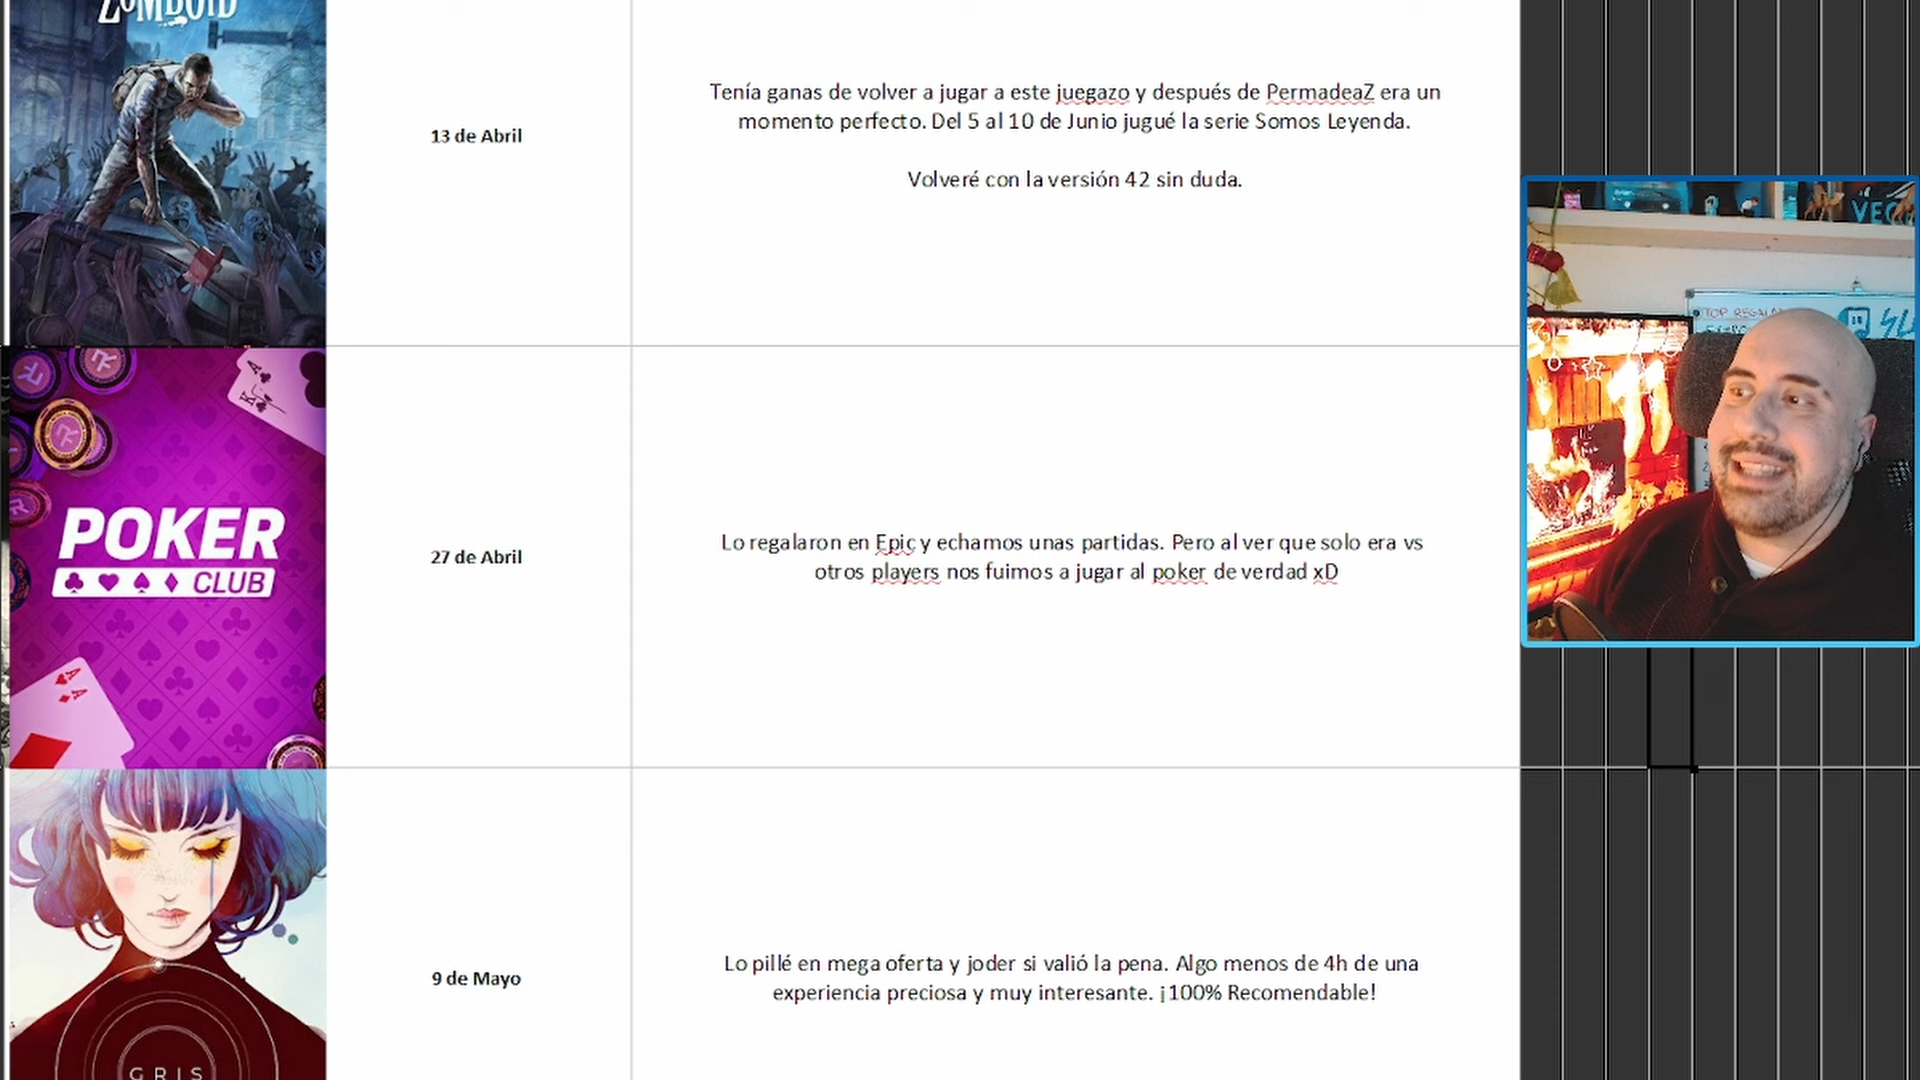 ZOMBOID
13 de Abril
Tenía ganas de volver a jugar a este juegazo y después de PermadeaZ era un
momento perfecto. Del 5 al 10 de Junio jugué la serie Somos Leyenda.
Volveré con la versión 42 sin duda.
POKER
CLUB
27 de Abril
Lo regalaron en Epic y echamos unas partidas. Pero al ver que solo era vs
otros players nos fuimos a jugar al poker de verdad xD
GRIS
9 de Mayo
Lo pillé en mega oferta y joder si valió la pena. Algo menos de 4h de una
experiencia preciosa y muy interesante. ¡100% Recomendable!
TOP